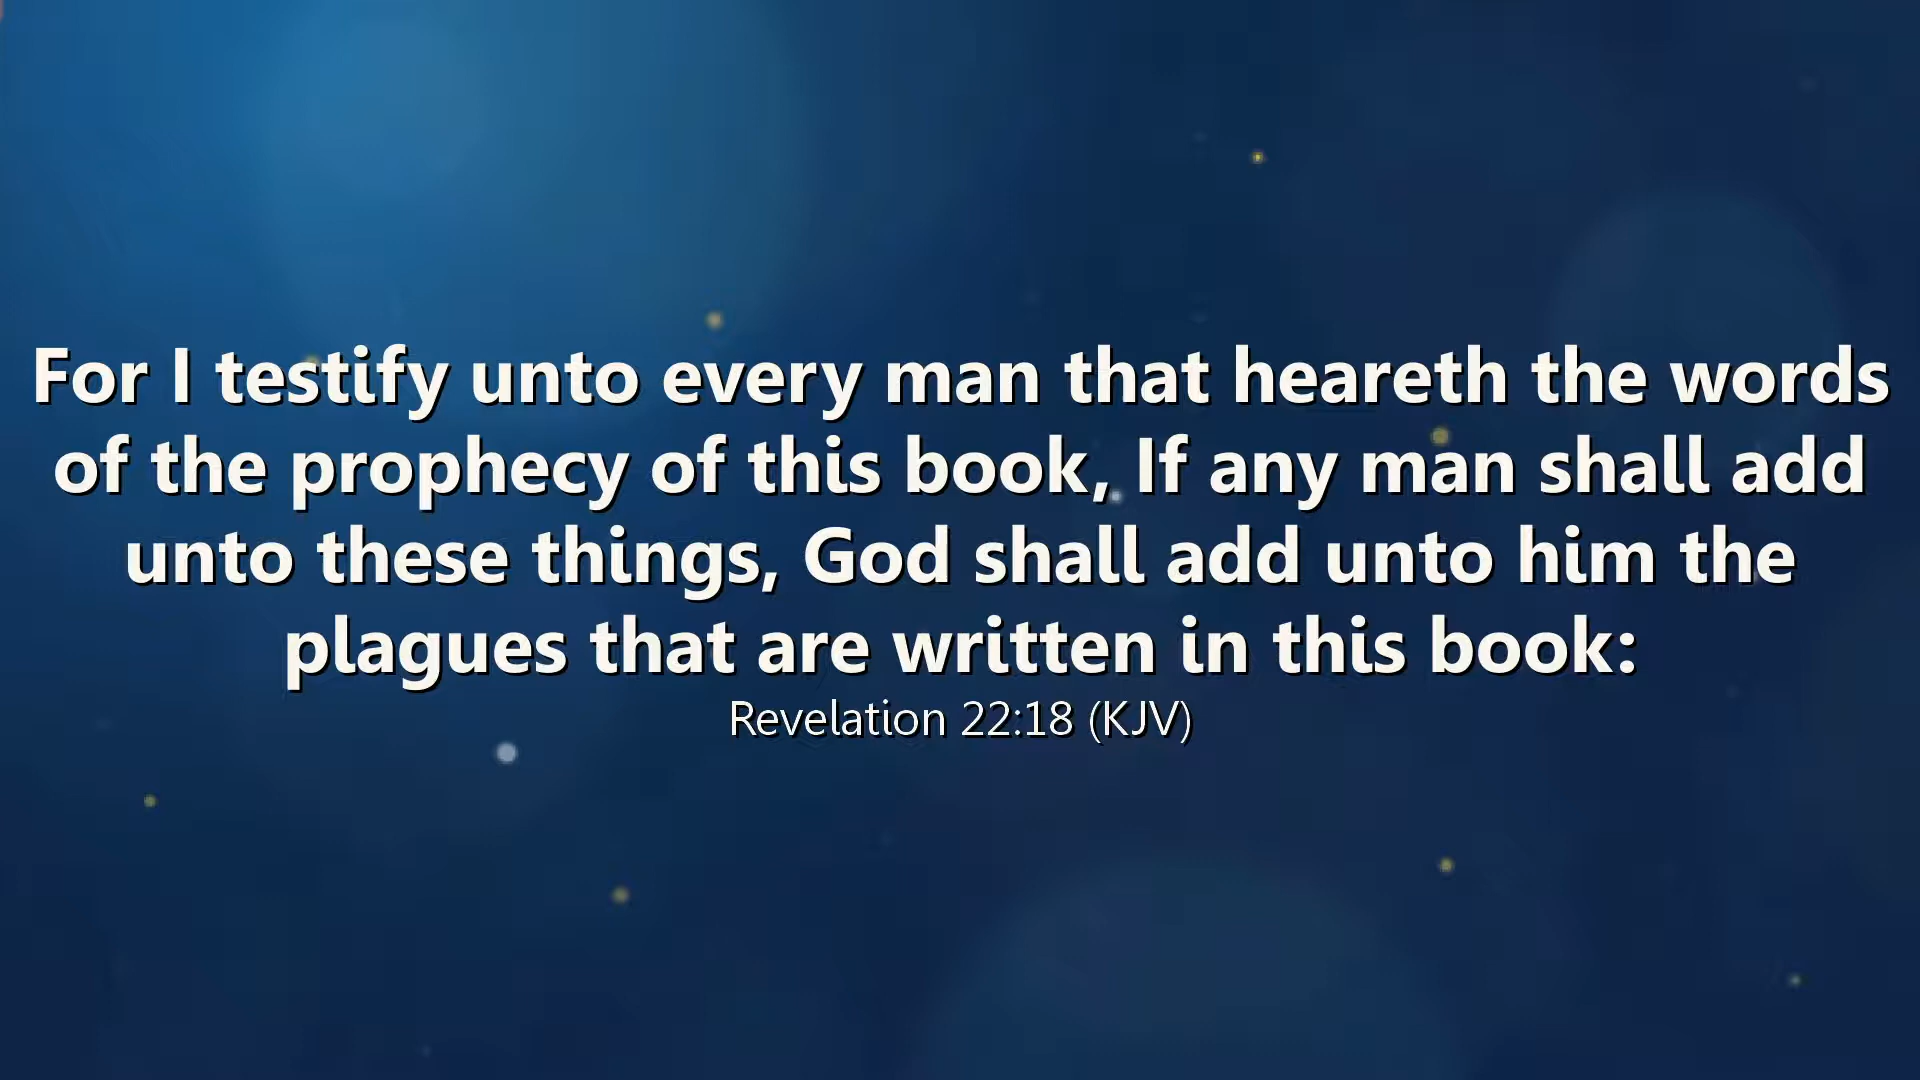 For I testify unto every man that heareth the words
of the prophecy of this book, If any man shall add
unto these things, God shall add unto him the
plagues that are written in this book:
Revelation 22:18 (KJV)